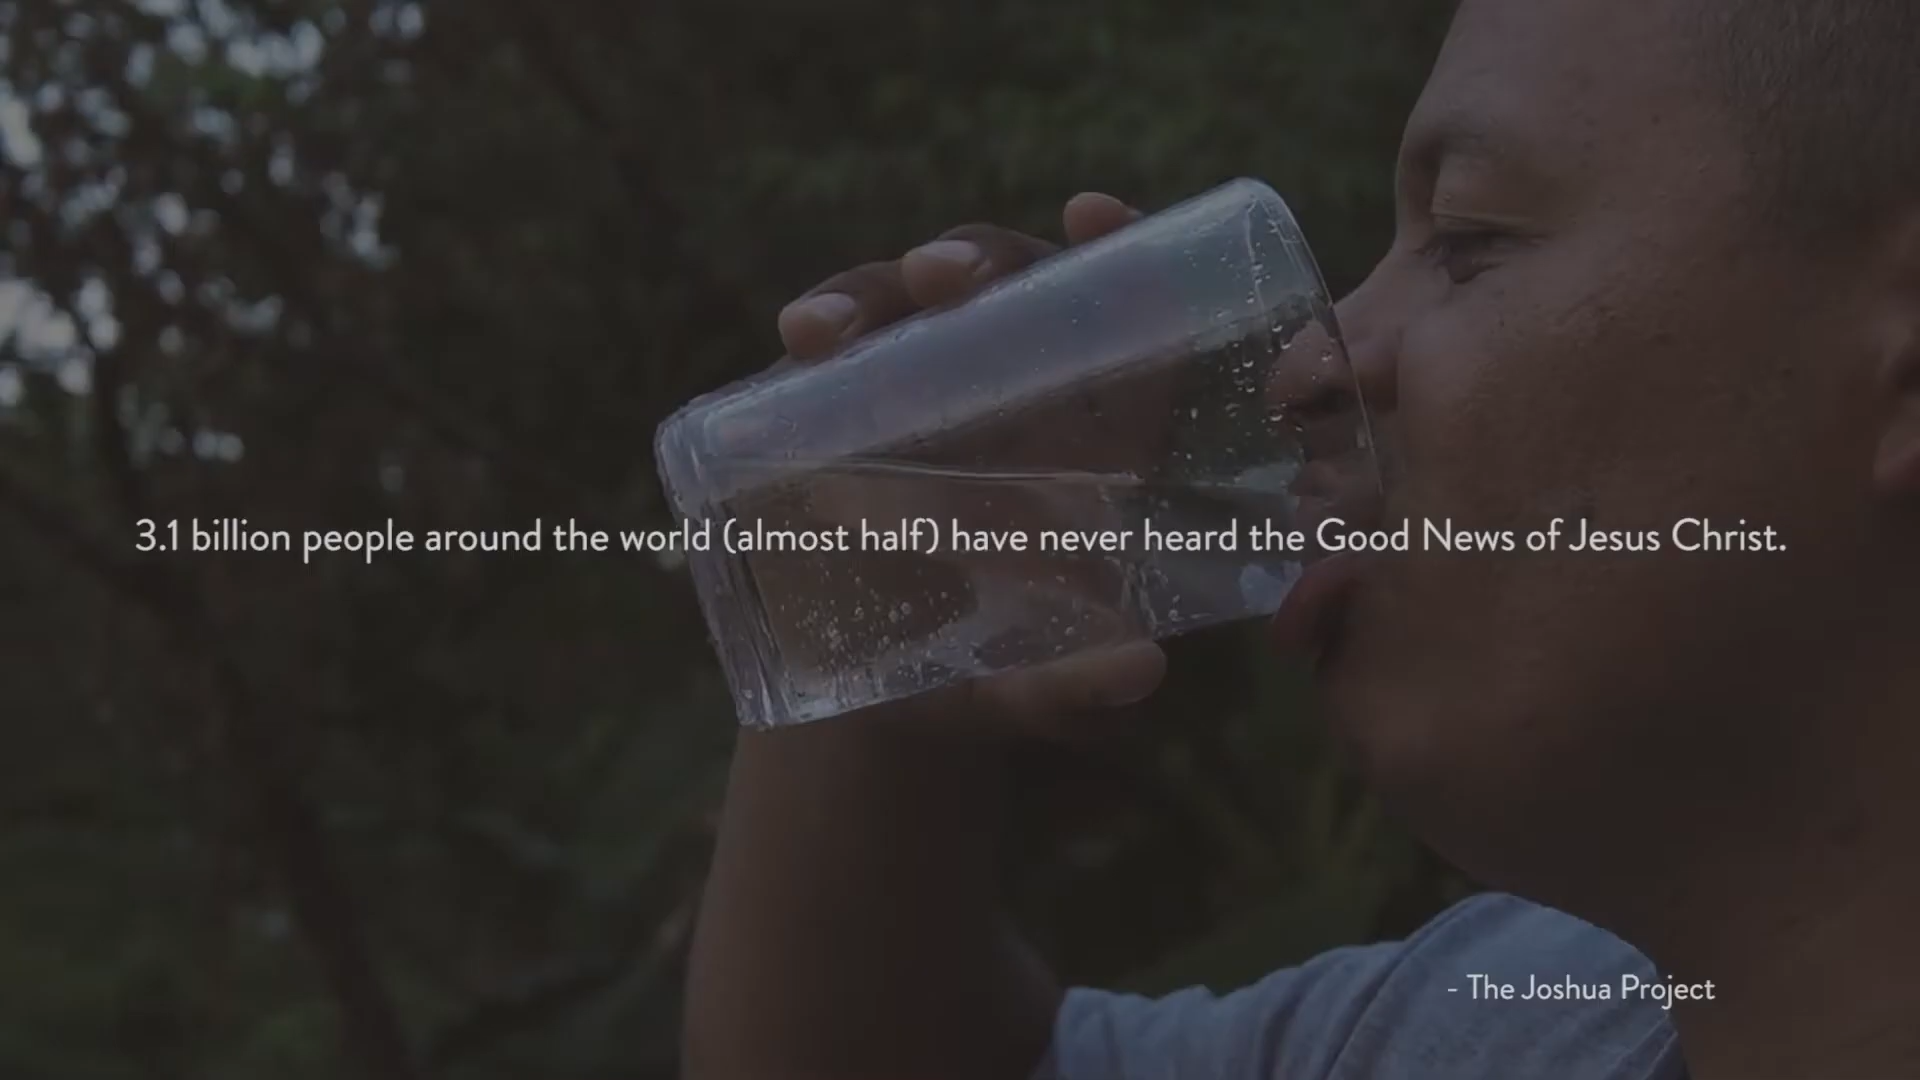 3.1 billion people around the world (almost half) have never heard the Good News of Jesus Christ.
- The Joshua Project